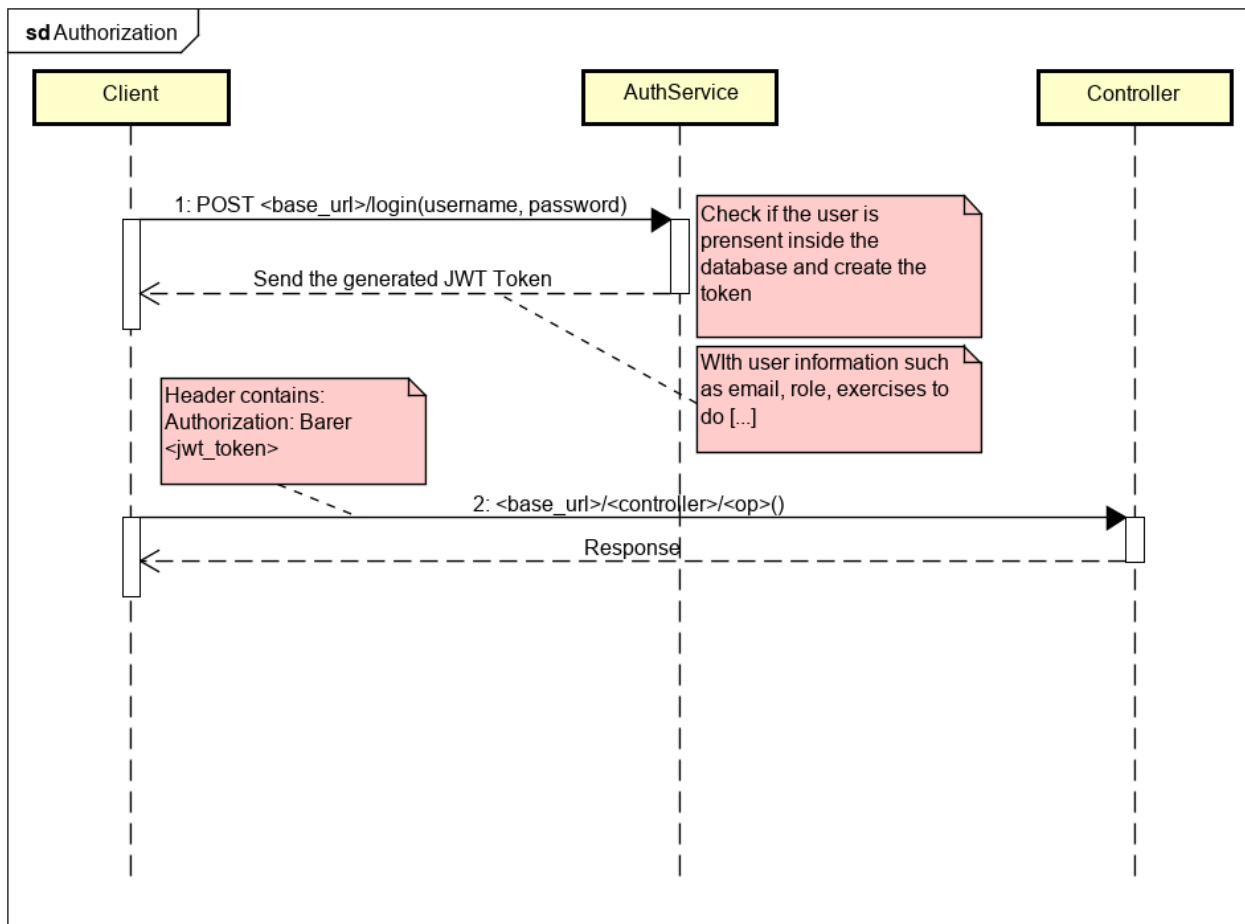 sd Authorization
Client
AuthService
Controller
1: POST <base_url>/login(username, password)
Check if the user is
prensent inside the
database and create the
token
Send the generated JWT Token
WIth user information such
as email, role, exercises to
do [...]
Header contains:
Authorization: Barer
<jwt_token>
2: <base_url>/<controller>/<op>()
Response